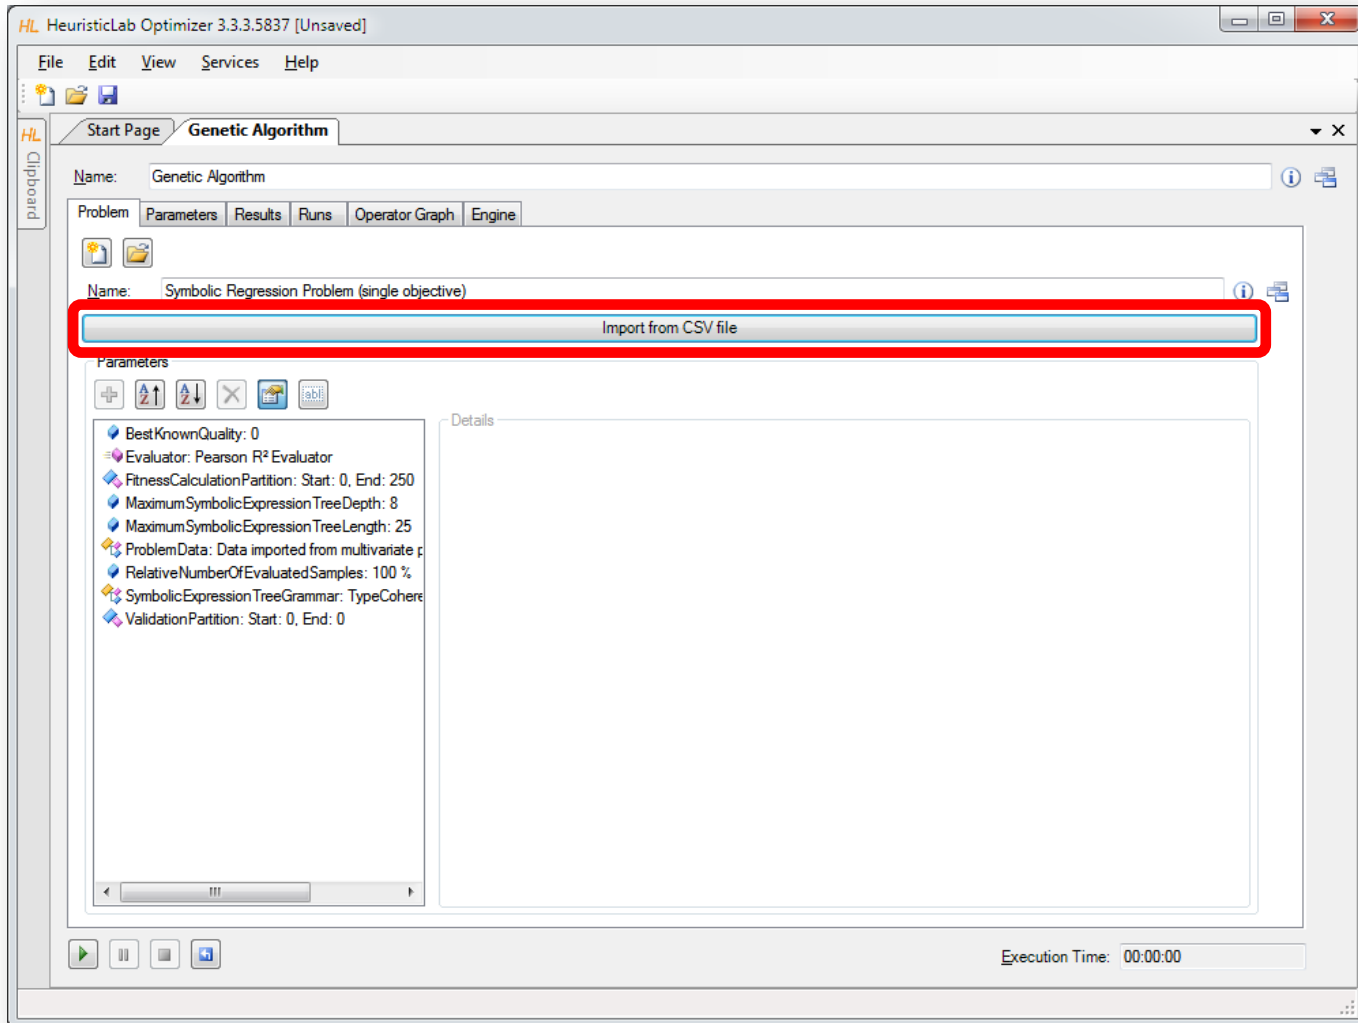 HL HeuristicLab Optimizer 3.3.3.5837 [Unsaved]
File Edit View Services Help
HL Clipboard
Start Page Genetic Algorithm
Name: Genetic Algorithm
Problem Parameters Results Runs Operator Graph Engine
Name: Symbolic Regression Problem (single objective)
Import from CSV file
Parameters
Details
BestKnownQuality: 0
Evaluator: Pearson R² Evaluator
FitnessCalculationPartition: Start: 0, End: 250
MaximumSymbolicExpressionTreeDepth: 8
MaximumSymbolicExpressionTreeLength: 25
ProblemData: Data imported from multivariate
RelativeNumberOfEvaluatedSamples: 100 %
SymbolicExpressionTreeGrammar: TypeCohere
ValidationPartition: Start: 0, End: 0
Execution Time: 00:00:00